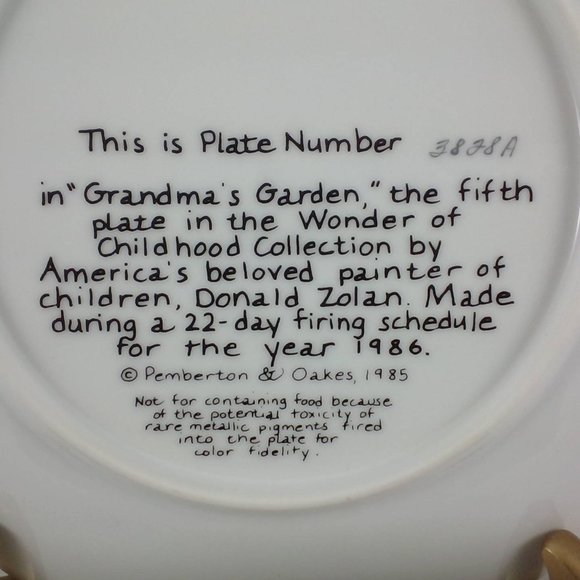 This is Plate Number 3828A
in "Grandma's Garden," the fifth
plate in the Wonder of
Childhood Collection by
America's beloved painter of
children, Donald Zolan. Made
during a 22-day firing schedule
for the year 1986.
© Pemberton & Oakes, 1985
Not for containing food because
of the potential toxicity of
rare metallic pigments fired
into the plate for
color fidelity.